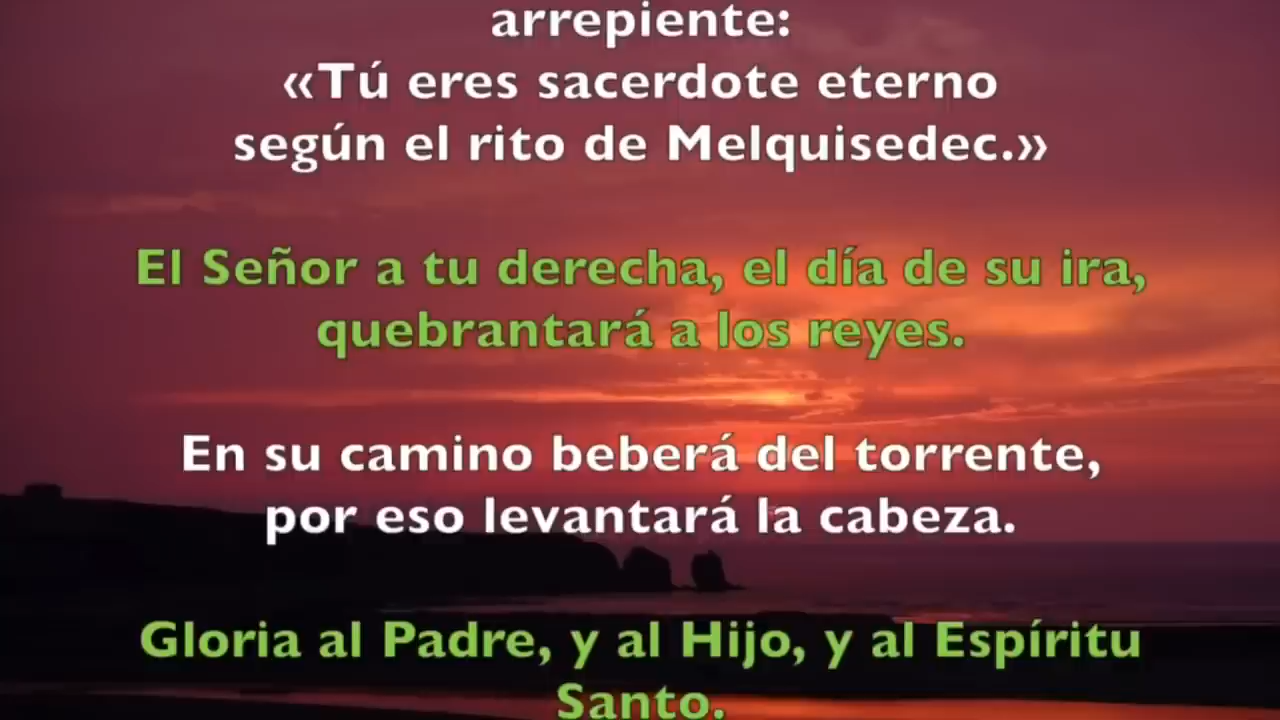 arrepiente:
«Tú eres sacerdote eterno
según el rito de Melquisedec.»
El Señor a tu derecha, el día de su ira,
quebrantará a los reyes.
En su camino beberá del torrente,
por eso levantará la cabeza.
Gloria al Padre, y al Hijo, y al Espíritu
Santo.